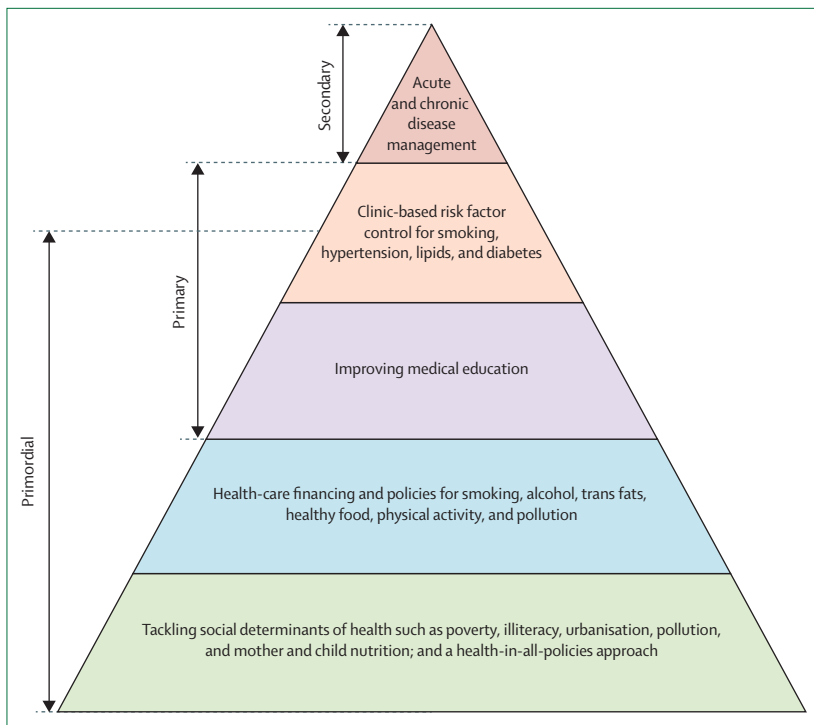 Secondary
Acute
and chronic
disease
management
Primary
Clinic-based risk factor
control for smoking,
hypertension, lipids, and diabetes
Improving medical education
Primordial
Health-care financing and policies for smoking, alcohol, trans fats,
healthy food, physical activity, and pollution
Tackling social determinants of health such as poverty, illiteracy, urbanisation, pollution,
and mother and child nutrition; and a health-in-all-policies approach